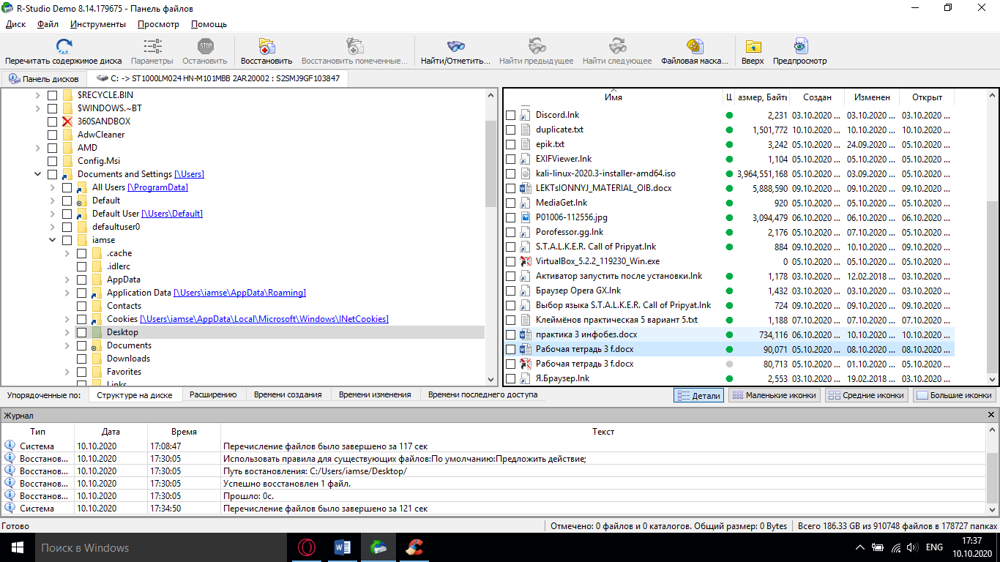 R-Studio Demo 8.14.179675 - Панель файлов
Диск Файл Инструменты Просмотр Помощь
Перечитать содержимое диска Параметры Остановить Восстановить Восстановить помеченные... Найти/Отметить... Найти предыдущее Найти следующее Файловая маска... Вверх Предпросмотр
Панель дисков C: -> ST1000LM024 HN-M101MBB 2AR20002 : S2SMJ9GF103847
$RECYCLE.BIN
$WINDOWS.~BT
360SANDBOX
AdwCleaner
AMD
Config.Msi
Documents and Settings [\Users]
All Users [\ProgramData]
Default
Default User [\Users\Default]
defaultuser0
iamse
.cache
.idlerc
AppData
Application Data [\Users\iamse\AppData\Roaming]
Contacts
Cookies [\Users\iamse\AppData\Local\Microsoft\Windows\INetCookies]
Desktop
Documents
Downloads
Favorites
Links
Имя Ц азмер, Байты Создан Изменен Открыт
Discord.lnk 2,231 03.10.2020 ... 03.10.2020 ... 03.10.2020 ...
duplicate.txt 1,501,772 10.10.2020 ... 10.10.2020 ... 10.10.2020 ...
epik.txt 3,242 05.10.2020 ... 24.09.2020 ... 05.10.2020 ...
EXIFViewer.lnk 1,104 05.10.2020 ... 05.10.2020 ... 05.10.2020 ...
kali-linux-2020.3-installer-amd64.iso 3,964,551,168 05.10.2020 ... 03.09.2020 ... 05.10.2020 ...
LEKTsIONNYJ_MATERIAL_OIB.docx 5,888,590 09.10.2020 ... 09.10.2020 ... 09.10.2020 ...
MediaGet.lnk 920 05.10.2020 ... 05.10.2020 ... 05.10.2020 ...
P01006-112556.jpg 3,094,479 06.10.2020 ... 06.10.2020 ... 06.10.2020 ...
Porofessor.gg.lnk 2,176 05.10.2020 ... 07.10.2020 ... 05.10.2020 ...
S.T.A.L.K.E.R. Call of Pripyat.lnk 884 09.10.2020 ... 10.10.2020 ... 09.10.2020 ...
VirtualBox_5.2.2_119230_Win.exe 0 05.10.2020 ... 05.10.2020 ... 05.10.2020 ...
Активатор запустить после установки.lnk 1,178 03.10.2020 ... 12.02.2018 ... 03.10.2020 ...
Браузер Opera GX.lnk 1,432 03.10.2020 ... 03.10.2020 ... 03.10.2020 ...
Выбор языка S.T.A.L.K.E.R. Call of Pripyat.lnk 724 09.10.2020 ... 09.10.2020 ... 09.10.2020 ...
Клеймёнов практическая 5 вариант 5.txt 1,188 07.10.2020 ... 07.10.2020 ... 07.10.2020 ...
практика 3 инфобез.docx 734,116 06.10.2020 ... 10.10.2020 ... 10.10.2020 ...
Рабочая тетрадь 3 f.docx 90,071 05.10.2020 ... 08.10.2020 ... 08.10.2020 ...
Рабочая тетрадь 3 f.docx 80,713 05.10.2020 ... 01.10.2020 ... 05.10.2020 ...
Я.Браузер.lnk 2,553 03.10.2020 ... 19.02.2018 ... 03.10.2020 ...
Упорядоченные по: Структуре на диске Расширению Времени создания Времени изменения Времени последнего доступа Детали Маленькие иконки Средние иконки Большие иконки
Журнал
Тип Дата Время Текст
Система 10.10.2020 17:08:47 Перечисление файлов было завершено за 117 сек
Восстанов... 10.10.2020 17:30:05 Использовать правила для существующих файлов:По умолчанию:Предложить действие;
Восстанов... 10.10.2020 17:30:05 Путь востановления: C:/Users/iamse/Desktop/
Восстанов... 10.10.2020 17:30:05 Успешно восстановлен 1 файл.
Восстанов... 10.10.2020 17:30:05 Прошло: 0с.
Система 10.10.2020 17:34:50 Перечисление файлов было завершено за 121 сек
Готово Отмечено: 0 файлов и 0 каталогов. Общий размер: 0 Bytes Всего 186.33 GB из 910748 файлов в 178727 папках
Поиск в Windows ENG 17:37
10.10.2020